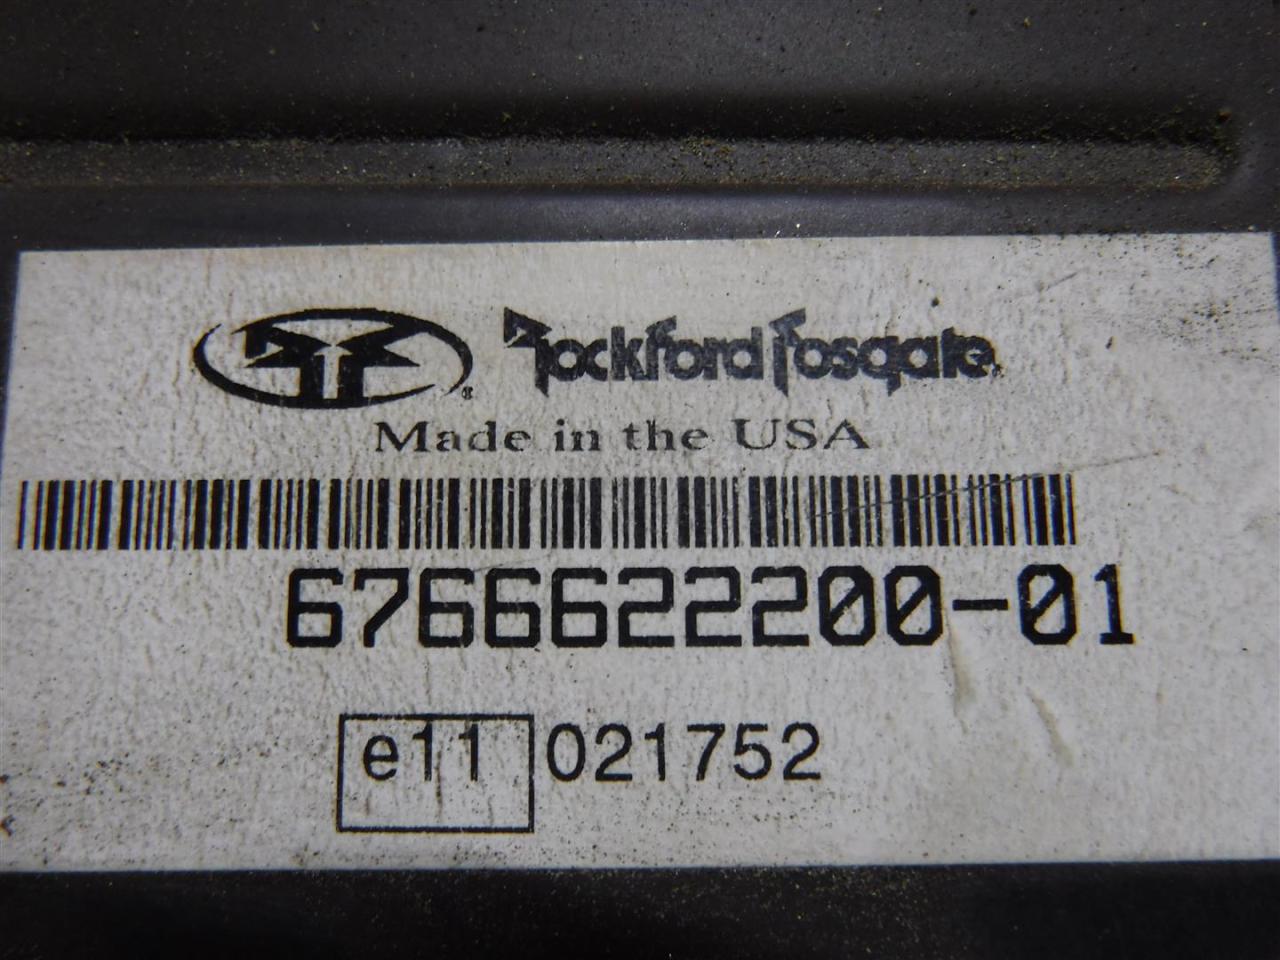 Rockford Fosgate®
Made in the USA
6766622200-01
e11 021752